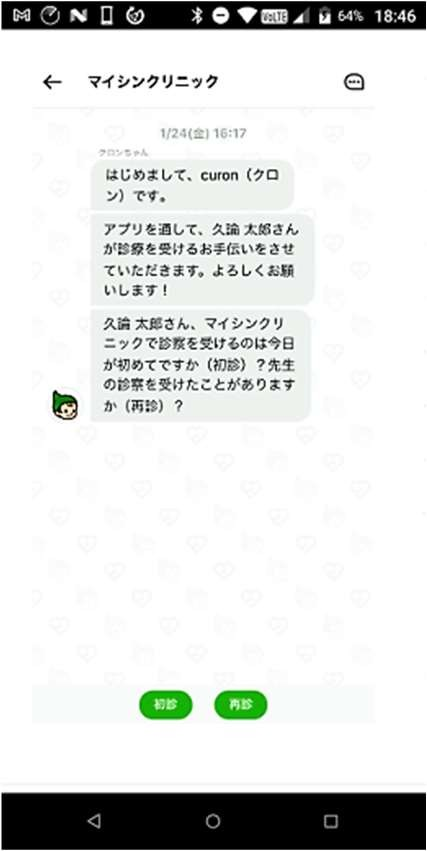 64% 18:46
マイシンクリニック
1/24(金) 16:17
クロンちゃん
はじめまして、curon（クロ
ン）です。
アプリを通して、久論 太郎さん
が診療を受けるお手伝いをさせ
ていただきます。よろしくお願
いします！
久論 太郎さん、マイシンクリ
ニックで診察を受けるのは今日
が初めてですか（初診）？先生
の診察を受けたことがあります
か（再診）？
初診 再診